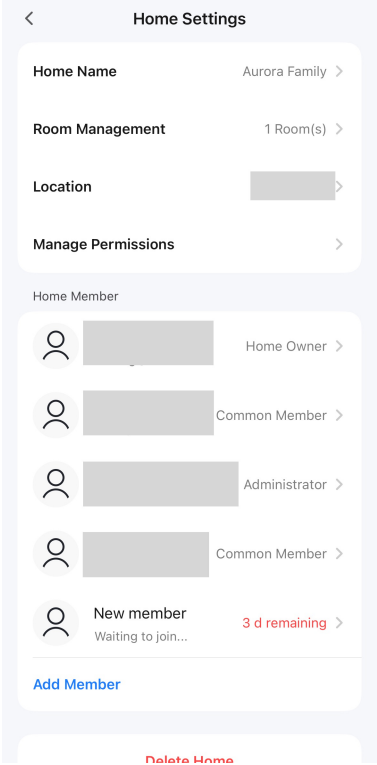 Home Settings
Home Name
Aurora Family
Room Management
1 Room(s)
Location
Manage Permissions
Home Member
Home Owner
Common Member
Administrator
Common Member
New member
Waiting to join...
3 d remaining
Add Member
Delete Home